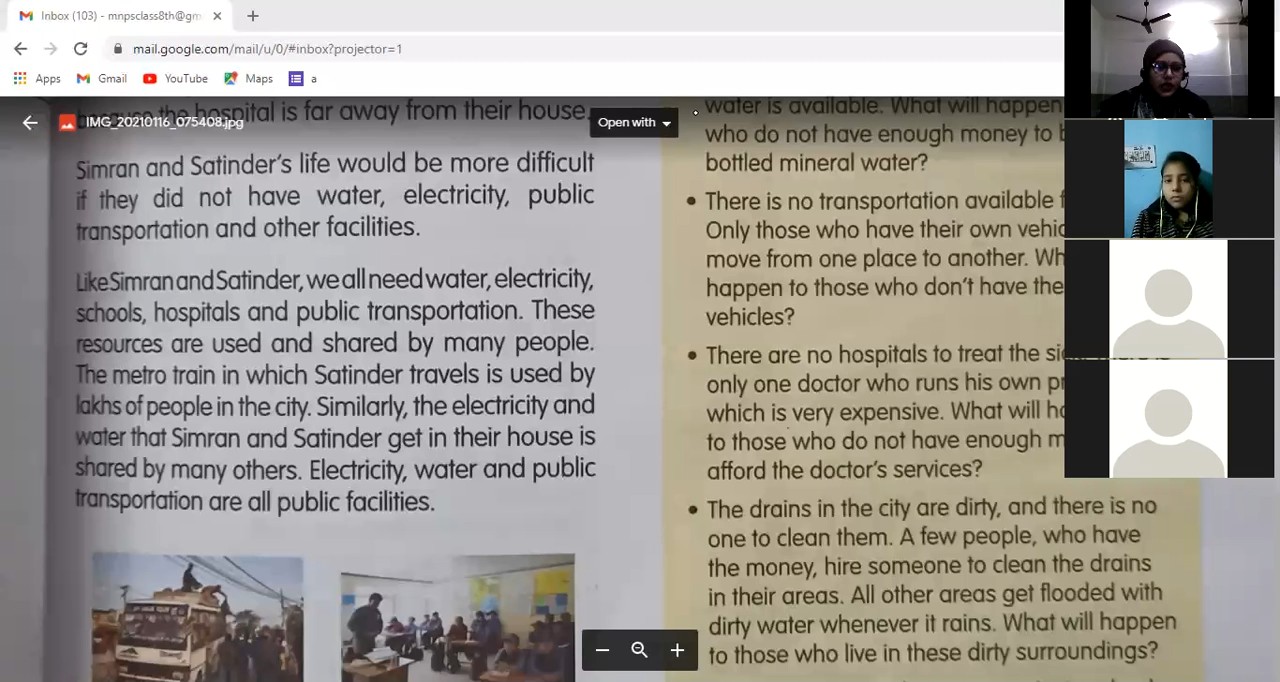 Inbox (103) - mnpsclass8th@gm
mail.google.com/mail/u/0/#inbox?projector=1
Apps Gmail YouTube Maps a
because the hospital is far away from their house.
IMG_20210116_075408.jpg
Open with
Simran and Satinder's life would be more difficult
if they did not have water, electricity, public
transportation and other facilities.
Like Simran and Satinder, we all need water, electricity,
schools, hospitals and public transportation. These
resources are used and shared by many people.
The metro train in which Satinder travels is used by
lakhs of people in the city. Similarly, the electricity and
water that Simran and Satinder get in their house is
shared by many others. Electricity, water and public
transportation are all public facilities.
water is available. What will happen
who do not have enough money to b
bottled mineral water?
• There is no transportation available f
Only those who have their own vehic
move from one place to another. Wh
happen to those who don't have the
vehicles?
• There are no hospitals to treat the si
only one doctor who runs his own pr
which is very expensive. What will ha
to those who do not have enough m
afford the doctor's services?
• The drains in the city are dirty, and there is no
one to clean them. A few people, who have
the money, hire someone to clean the drains
in their areas. All other areas get flooded with
dirty water whenever it rains. What will happen
to those who live in these dirty surroundings?